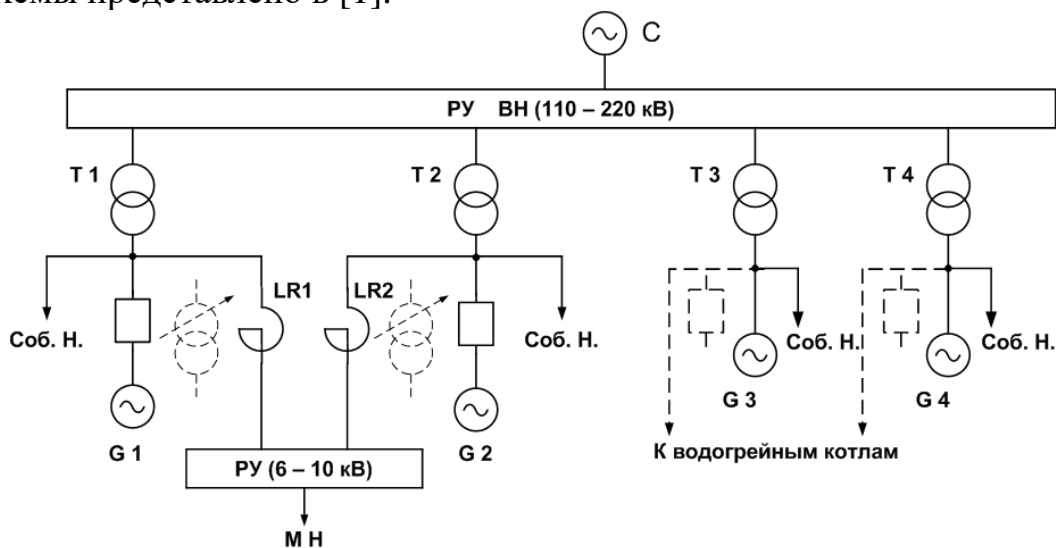 хемы представлено в [1].
С
РУ ВН (110 – 220 кВ)
Т 1
Т 2
Т 3
Т 4
LR1
LR2
Соб. Н.
Соб. Н.
Соб. Н.
Соб. Н.
G 1
G 2
G 3
G 4
К водогрейным котлам
РУ (6 – 10 кВ)
М Н